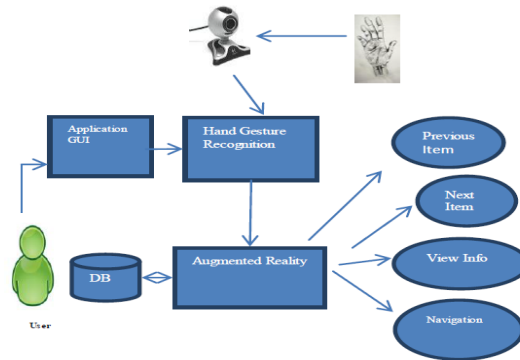 Application
GUI
Hand Gesture
Recognition
Previous
Item
Next
Item
Augmented Reality
DB
View Info
Navigation
User